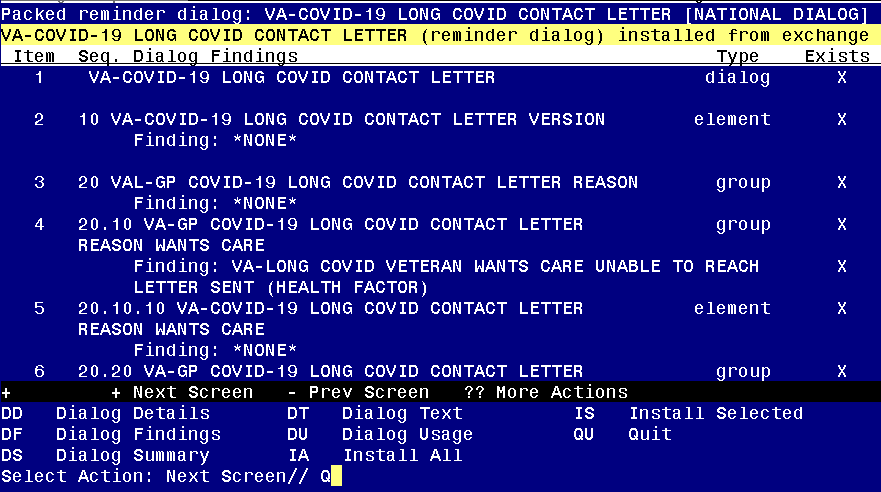 Packed reminder dialog: VA-COVID-19 LONG COVID CONTACT LETTER [NATIONAL DIALOG]
VA-COVID-19 LONG COVID CONTACT LETTER (reminder dialog) installed from exchange
Item Seq. Dialog Findings Type Exists
1 VA-COVID-19 LONG COVID CONTACT LETTER dialog X
2 10 VA-COVID-19 LONG COVID CONTACT LETTER VERSION element X
Finding: *NONE*
3 20 VAL-GP COVID-19 LONG COVID CONTACT LETTER REASON group X
Finding: *NONE*
4 20.10 VA-GP COVID-19 LONG COVID CONTACT LETTER group X
REASON WANTS CARE
Finding: VA-LONG COVID VETERAN WANTS CARE UNABLE TO REACH X
LETTER SENT (HEALTH FACTOR)
5 20.10.10 VA-COVID-19 LONG COVID CONTACT LETTER element X
REASON WANTS CARE
Finding: *NONE*
6 20.20 VA-GP COVID-19 LONG COVID CONTACT LETTER group X
+ + Next Screen - Prev Screen ?? More Actions
DD Dialog Details DT Dialog Text IS Install Selected
DF Dialog Findings DU Dialog Usage QU Quit
DS Dialog Summary IA Install All
Select Action: Next Screen// Q